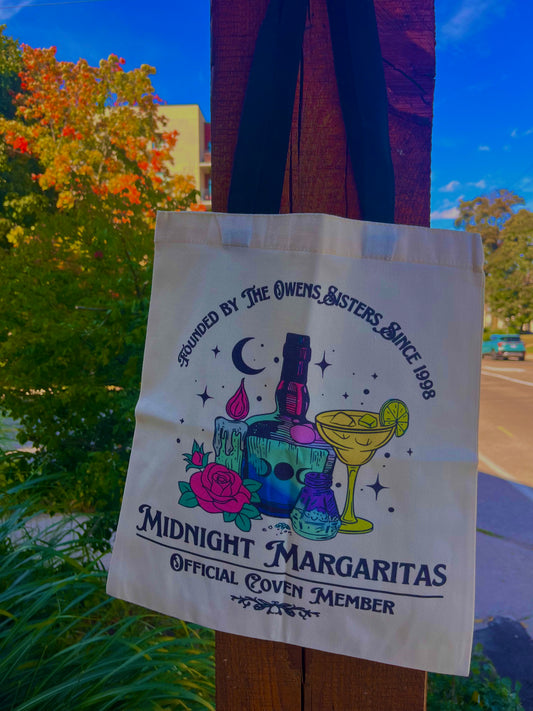 Founded by The Owens Sisters, Since 1998
Midnight Margaritas
Official Coven Member